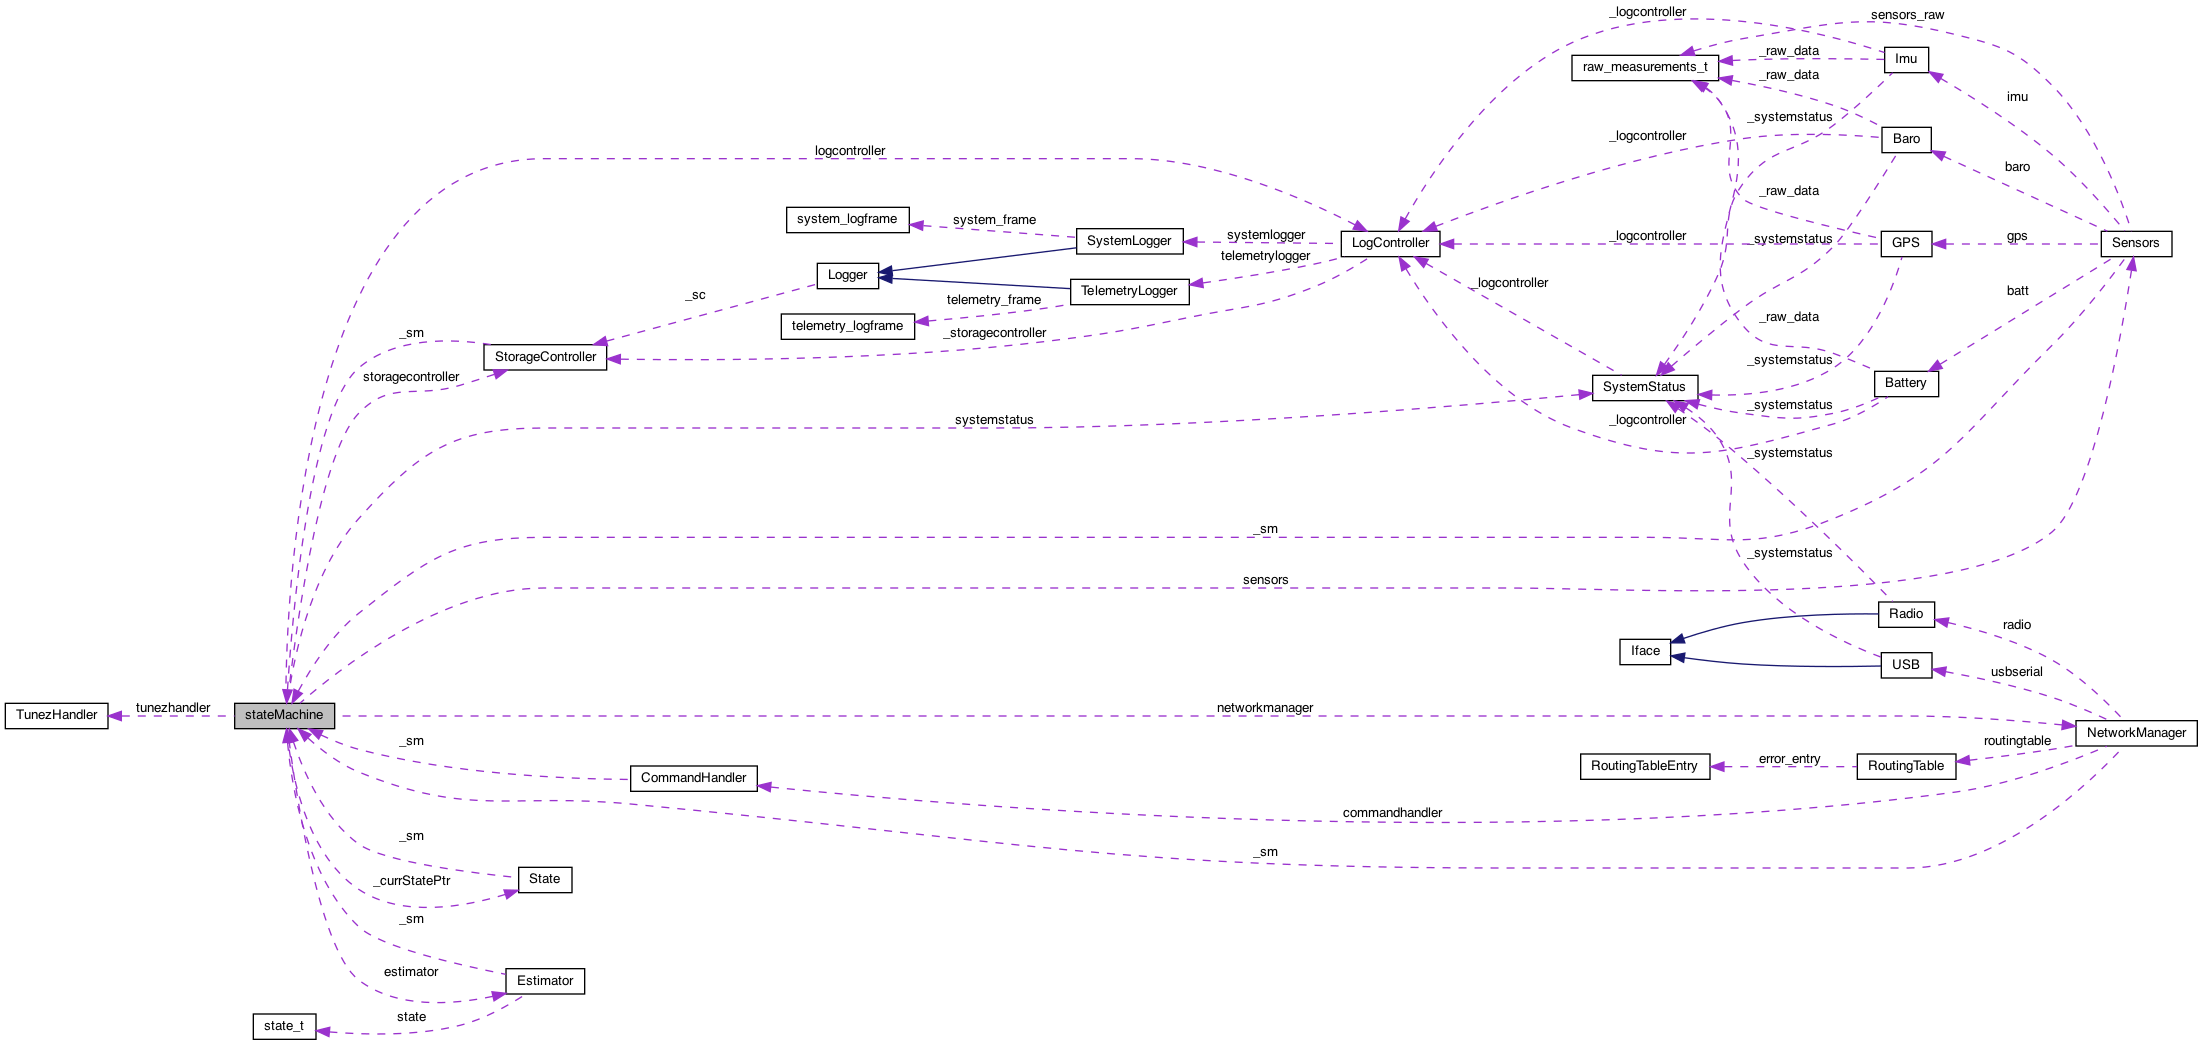 _logcontroller
sensors_raw
raw_measurements_t
_raw_data
Imu
_raw_data
imu
_systemstatus
logcontroller
_logcontroller
Baro
baro
_raw_data
system_logframe
system_frame
SystemLogger
systemlogger
LogController
_logcontroller
_systemstatus
GPS
gps
Sensors
telemetrylogger
Logger
_sc
TelemetryLogger
_logcontroller
batt
telemetry_frame
telemetry_logframe
_raw_data
_sm
_storagecontroller
StorageController
_systemstatus
storagecontroller
SystemStatus
Battery
_systemstatus
systemstatus
_logcontroller
_systemstatus
_sm
_systemstatus
sensors
Radio
radio
Iface
USB
usbserial
TunezHandler
tunezhandler
stateMachine
networkmanager
NetworkManager
_sm
routingtable
CommandHandler
RoutingTableEntry
error_entry
RoutingTable
commandhandler
_sm
_sm
State
_currStatePtr
_sm
estimator
Estimator
state_t
state